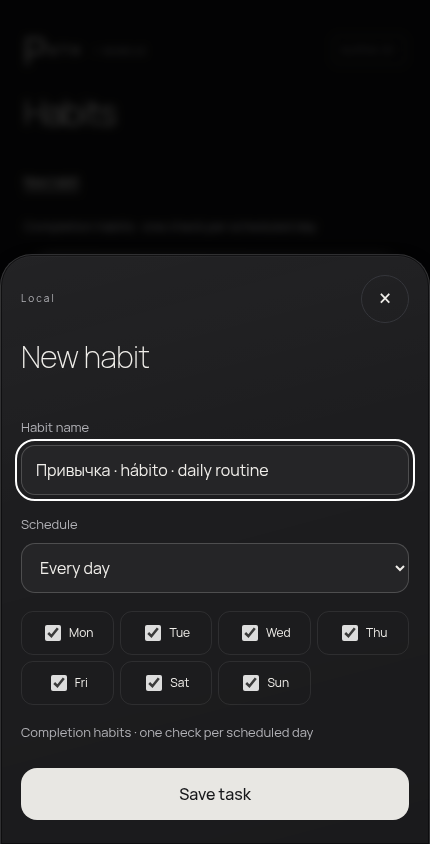 Habits
Local
×
New habit
Habit name
Привычка · hábito · daily routine
Schedule
Every day
Mon
Tue
Wed
Thu
Fri
Sat
Sun
Completion habits · one check per scheduled day
Save task